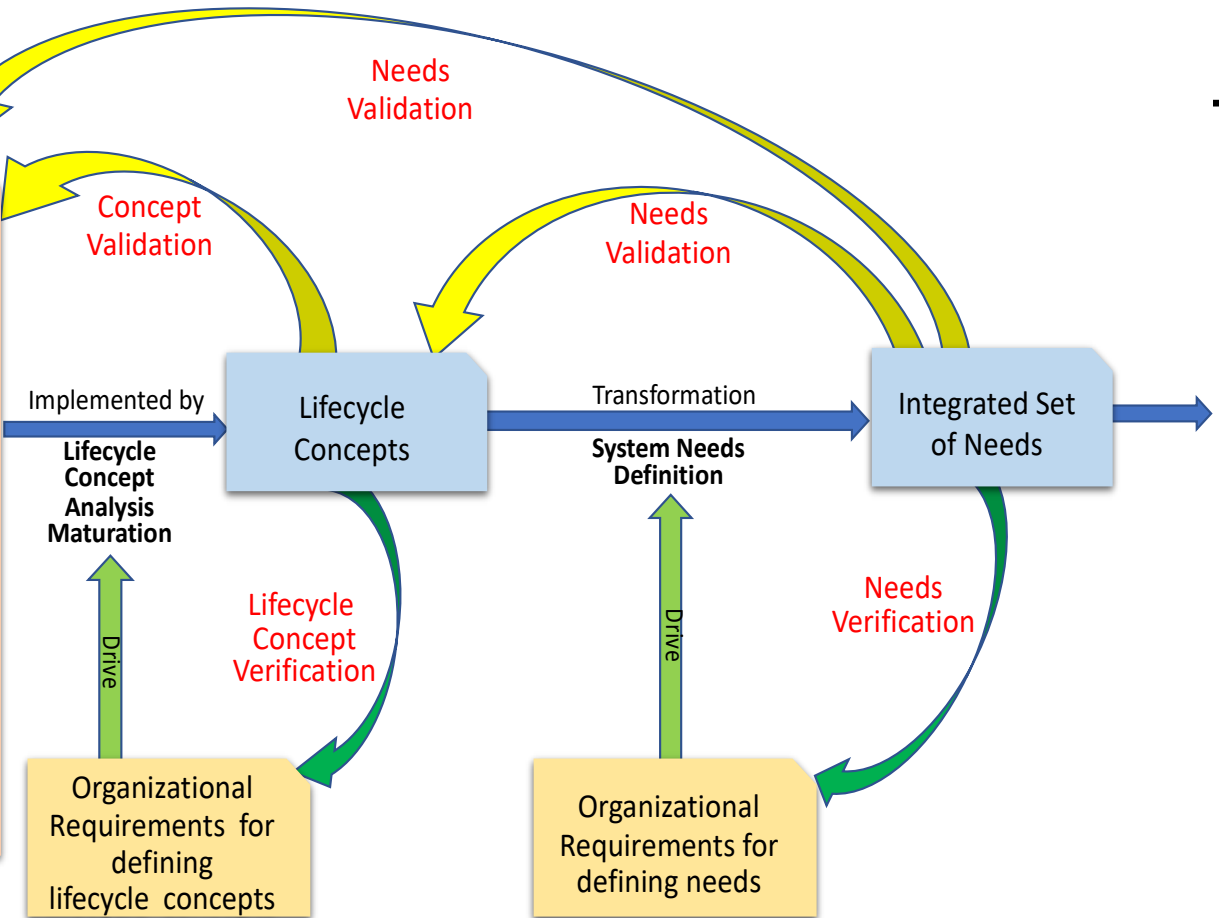 Needs
Validation
Concept
Validation
Needs
Validation
Implemented by
Lifecycle
Concept
Analysis
Maturation
Lifecycle
Concepts
Transformation
System Needs
Definition
Integrated Set
of Needs
Drive
Lifecycle
Concept
Verification
Drive
Needs
Verification
Organizational
Requirements for
defining
lifecycle concepts
Organizational
Requirements for
defining needs